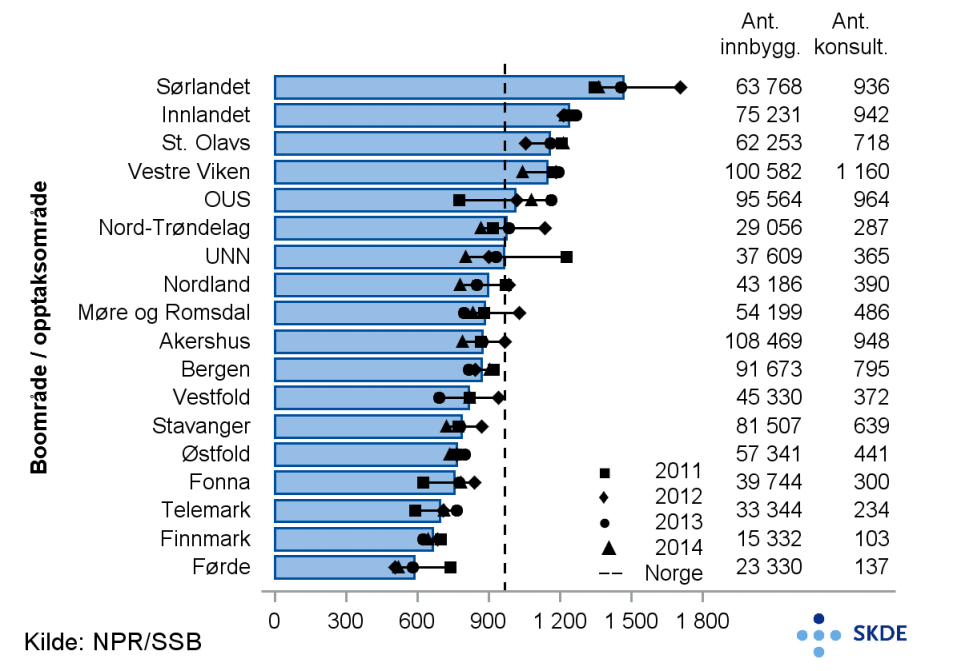 Ant. Ant.
innbygg. konsult.
Boområde / opptaksområde
Sørlandet 63 768 936
Innlandet 75 231 942
St. Olavs 62 253 718
Vestre Viken 100 582 1 160
OUS 95 564 964
Nord-Trøndelag 29 056 287
UNN 37 609 365
Nordland 43 186 390
Møre og Romsdal 54 199 486
Akershus 108 469 948
Bergen 91 673 795
Vestfold 45 330 372
Stavanger 81 507 639
Østfold 57 341 441
Fonna 2011 39 744 300
Telemark 2012 33 344 234
Finnmark 2013 15 332 103
Førde 2014 23 330 137
Norge
0 300 600 900 1 200 1 500 1 800
Kilde: NPR/SSB
SKDE